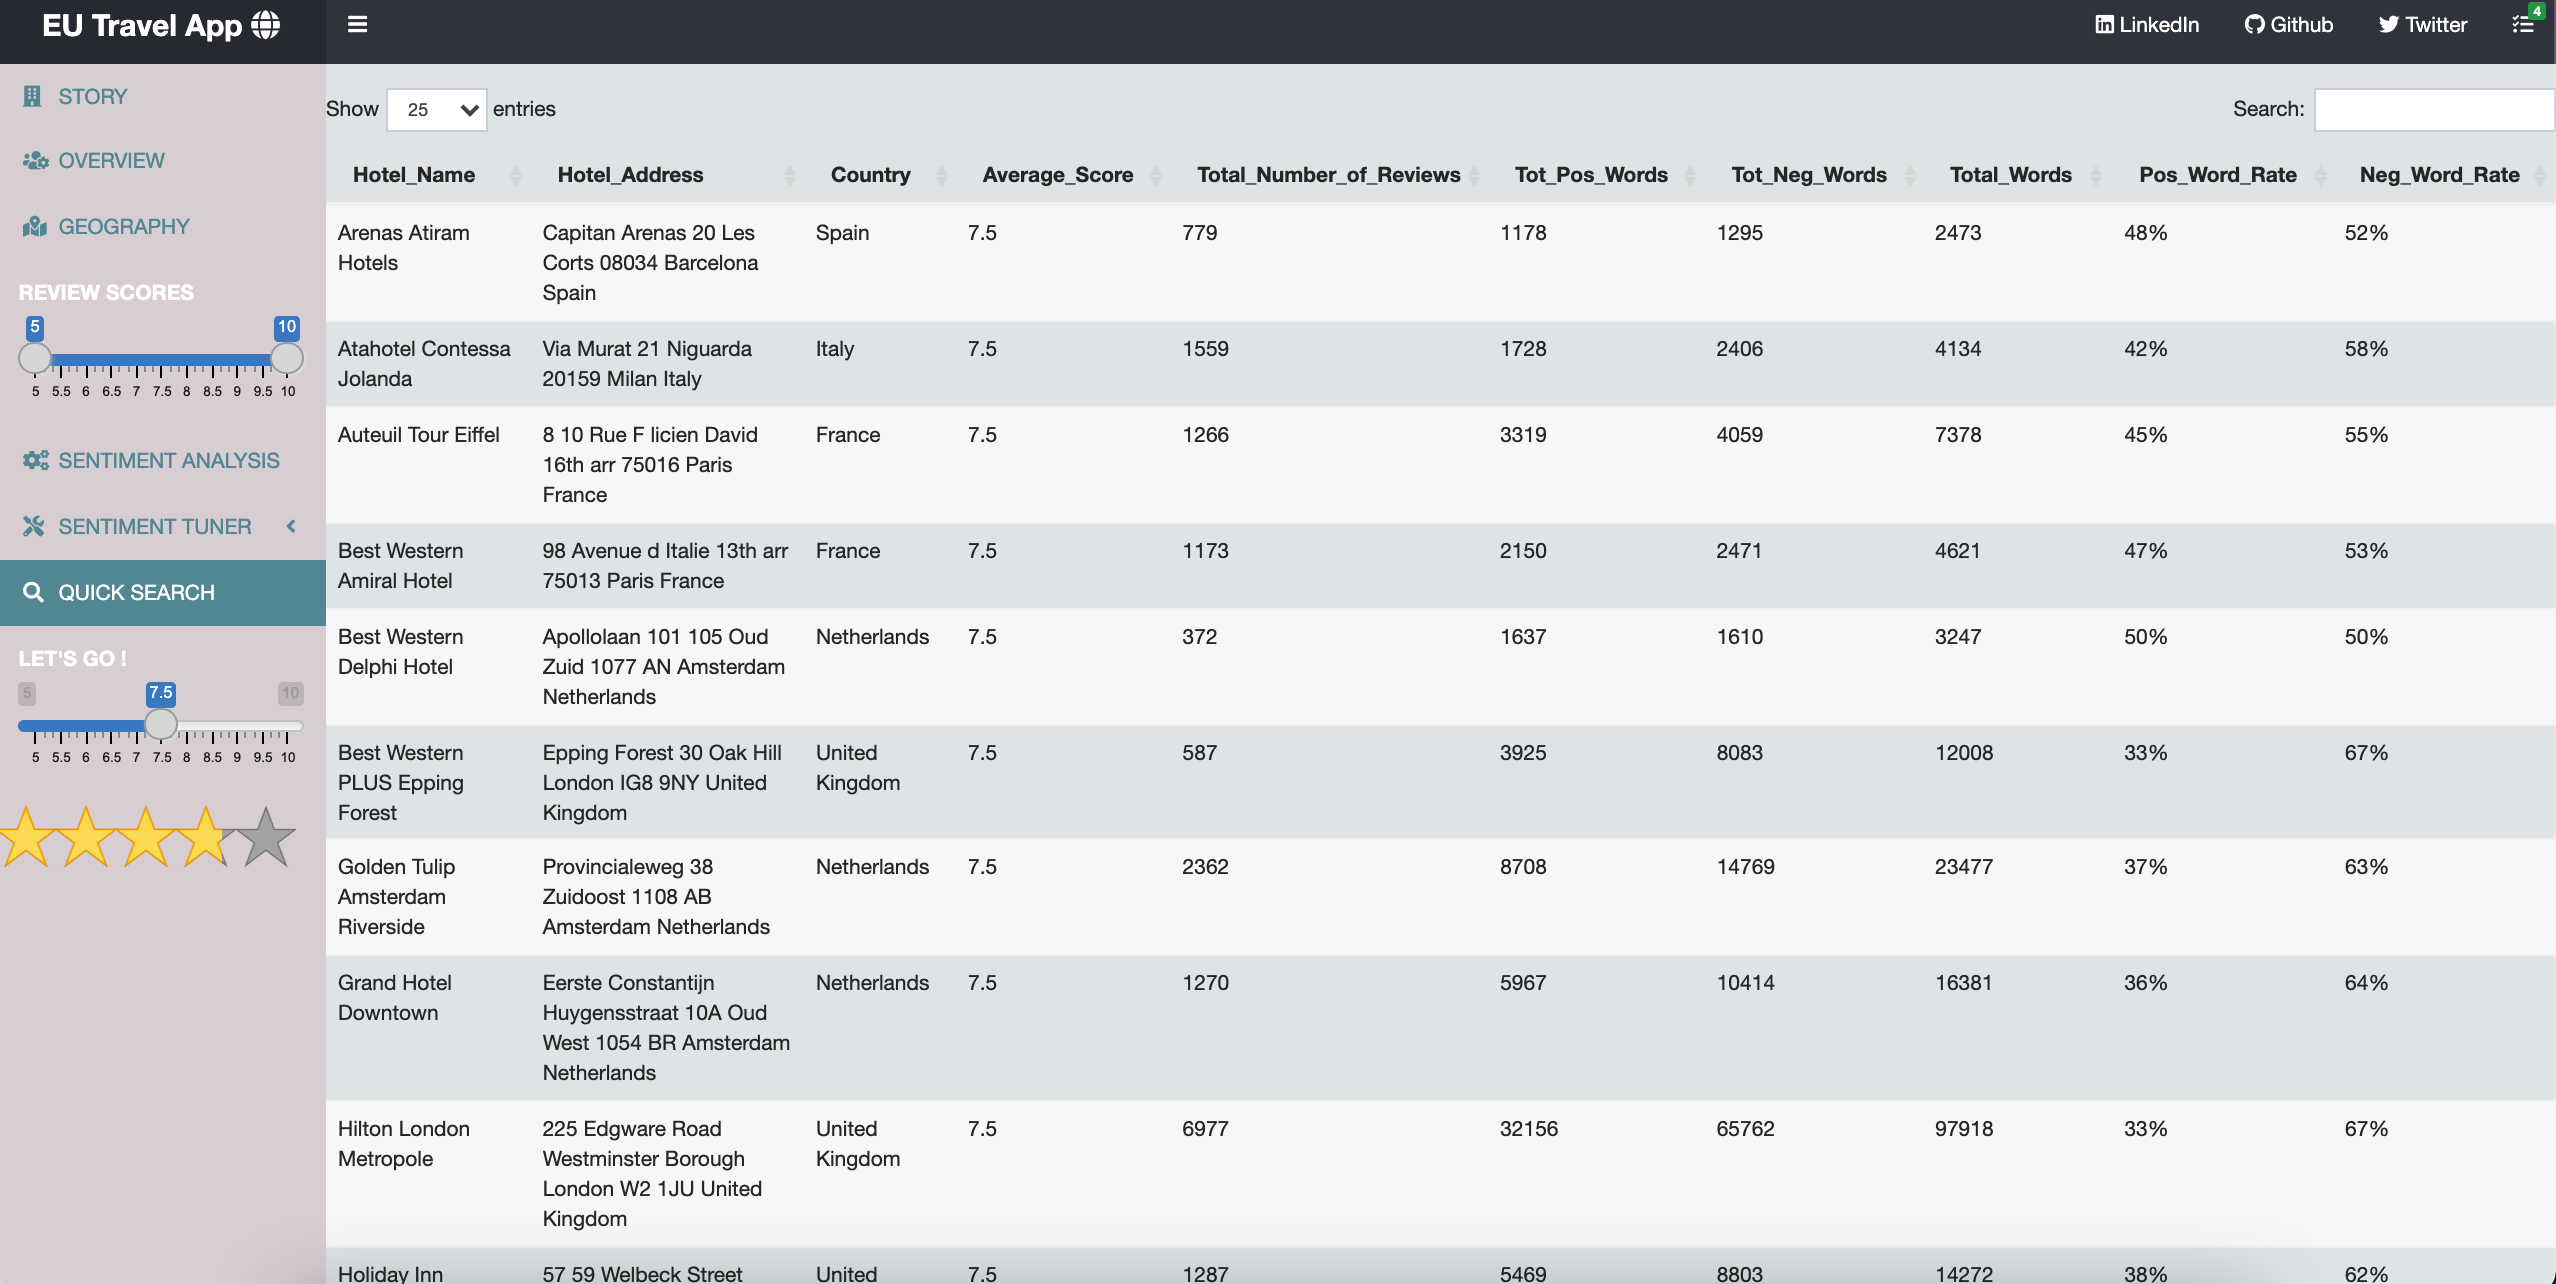 EU Travel App
LinkedIn Github Twitter 4
STORY
OVERVIEW
GEOGRAPHY
REVIEW SCORES
5 10
5 5.5 6 6.5 7 7.5 8 8.5 9 9.5 10
SENTIMENT ANALYSIS
SENTIMENT TUNER
QUICK SEARCH
LET'S GO !
5 7.5 10
5 5.5 6 6.5 7 7.5 8 8.5 9 9.5 10
Show 25 entries Search:
Hotel_Name Hotel_Address Country Average_Score Total_Number_of_Reviews Tot_Pos_Words Tot_Neg_Words Total_Words Pos_Word_Rate Neg_Word_Rate
Arenas Atiram Capitan Arenas 20 Les Spain 7.5 779 1178 1295 2473 48% 52%
Hotels Corts 08034 Barcelona
Spain
Atahotel Contessa Via Murat 21 Niguarda Italy 7.5 1559 1728 2406 4134 42% 58%
Jolanda 20159 Milan Italy
Auteuil Tour Eiffel 8 10 Rue F licien David France 7.5 1266 3319 4059 7378 45% 55%
16th arr 75016 Paris
France
Best Western 98 Avenue d Italie 13th arr France 7.5 1173 2150 2471 4621 47% 53%
Amiral Hotel 75013 Paris France
Best Western Apollolaan 101 105 Oud Netherlands 7.5 372 1637 1610 3247 50% 50%
Delphi Hotel Zuid 1077 AN Amsterdam
Netherlands
Best Western Epping Forest 30 Oak Hill United 7.5 587 3925 8083 12008 33% 67%
PLUS Epping London IG8 9NY United Kingdom
Forest Kingdom
Golden Tulip Provincialeweg 38 Netherlands 7.5 2362 8708 14769 23477 37% 63%
Amsterdam Zuidoost 1108 AB
Riverside Amsterdam Netherlands
Grand Hotel Eerste Constantijn Netherlands 7.5 1270 5967 10414 16381 36% 64%
Downtown Huygensstraat 10A Oud
West 1054 BR Amsterdam
Netherlands
Hilton London 225 Edgware Road United 7.5 6977 32156 65762 97918 33% 67%
Metropole Westminster Borough Kingdom
London W2 1JU United
Kingdom
Holiday Inn 57 59 Welbeck Street United 7.5 1287 5469 8803 14272 38% 62%